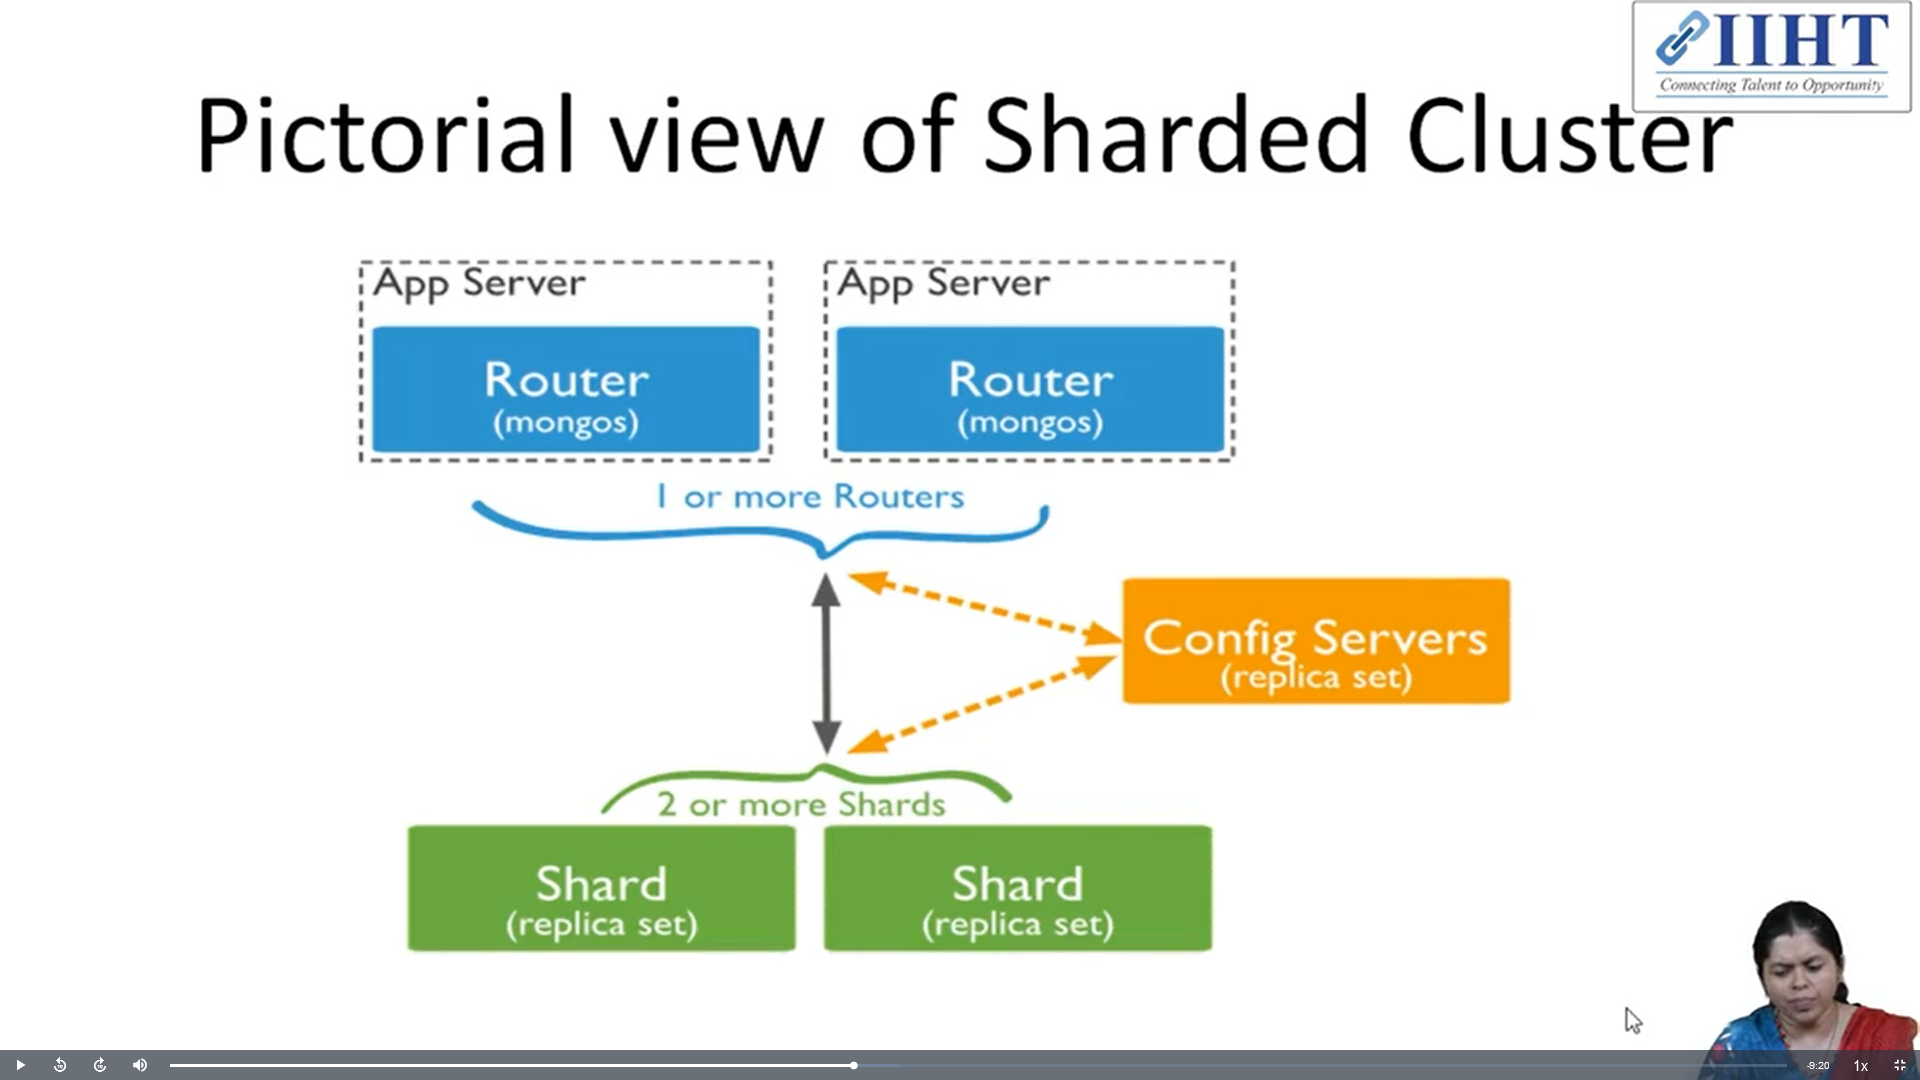 IIHT
Connecting Talent to Opportunity
Pictorial view of Sharded Cluster
App Server
Router
(mongos)
App Server
Router
(mongos)
1 or more Routers
Config Servers
(replica set)
2 or more Shards
Shard
(replica set)
Shard
(replica set)
-9:20
1x